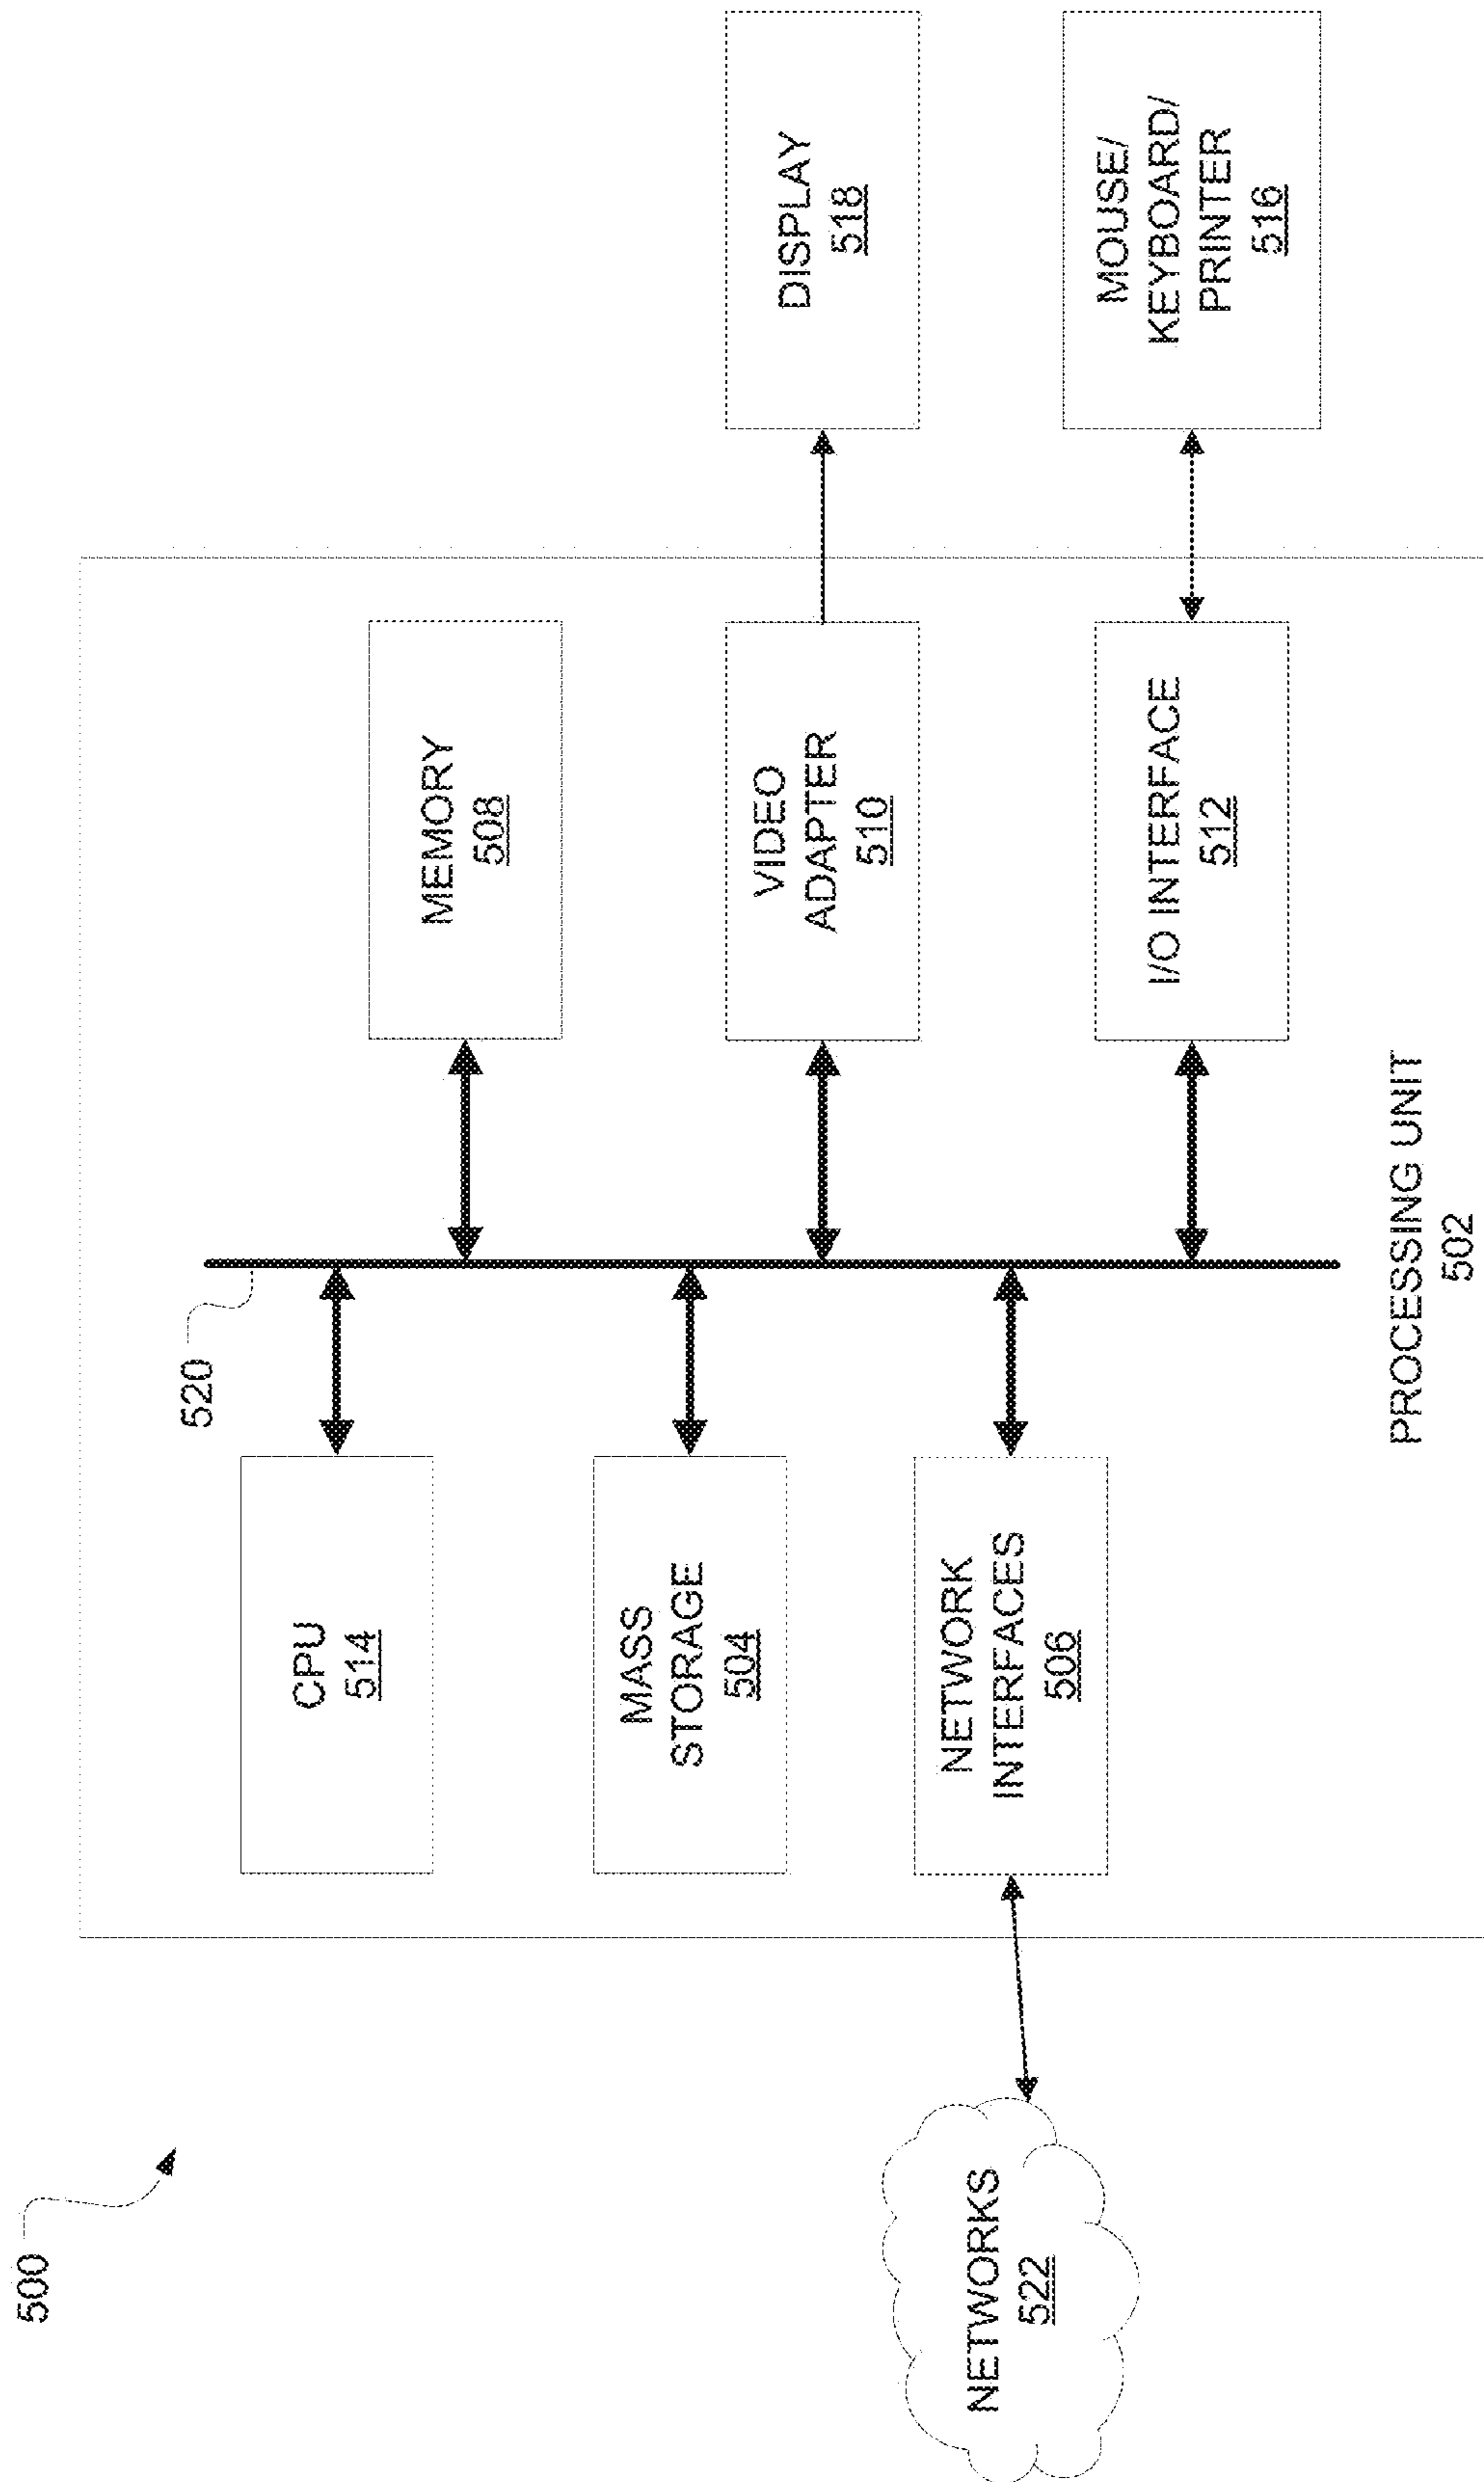 500
520
CPU
514
MEMORY
508
MASS
STORAGE
504
VIDEO
ADAPTER
510
DISPLAY
518
NETWORKS
522
NETWORK
INTERFACES
506
I/O INTERFACE
512
MOUSE/
KEYBOARD/
PRINTER
516
PROCESSING UNIT
502